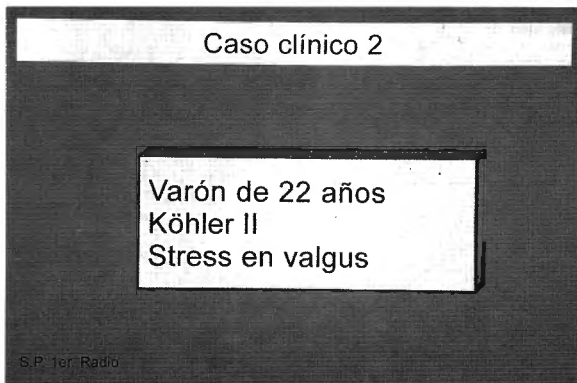 Caso clínico 2
Varón de 22 años
Köhler II
Stress en valgus
S.P. 1er. Radio